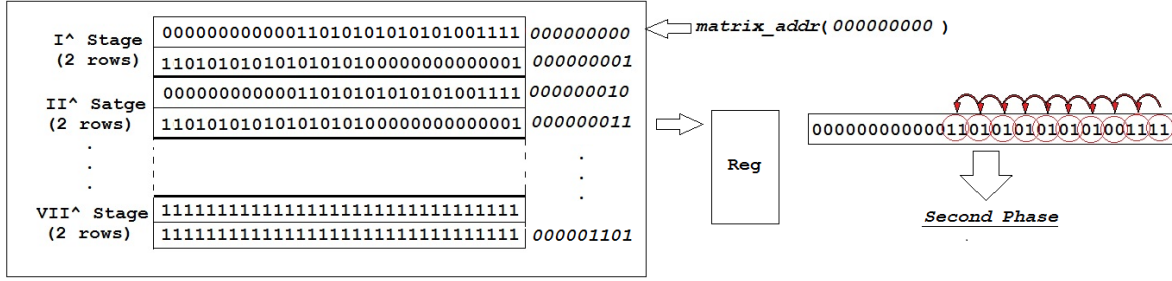 I^ Stage
(2 rows)
00000000000011010101010101001111 000000000
11010101010101010100000000000001 000000001
matrix_addr(000000000 )
II^ Satge
(2 rows)
00000000000011010101010101001111 000000010
11010101010101010100000000000001 000000011
.
.
.
.
.
.
VII^ Stage
(2 rows)
11111111111111111111111111111111
11111111111111111111111111111111 000001101
Reg
00000000000011010101010101001111
Second Phase